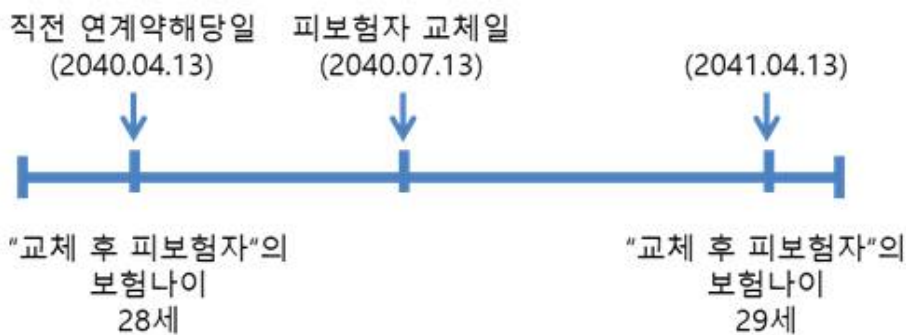 직전 연계약해당일 피보험자 교체일
(2040.04.13) (2040.07.13) (2041.04.13)
"교체 후 피보험자"의 "교체 후 피보험자"의
보험나이 보험나이
28세 29세